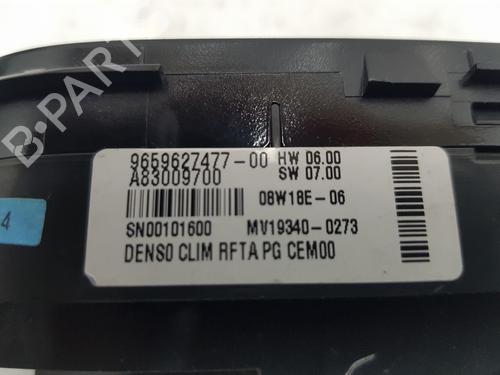 B-PARTS
9659627477-00 HW 06.00
A83009700 SW 07.00
08W18E-06
SN00101600 MV19340-0273
DENSO CLIM RFTA PG CEM00
4